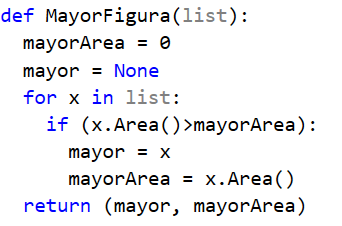 def MayorFigura(list):
  mayorArea = 0
  mayor = None
  for x in list:
    if (x.Area()>mayorArea):
      mayor = x
      mayorArea = x.Area()
  return (mayor, mayorArea)